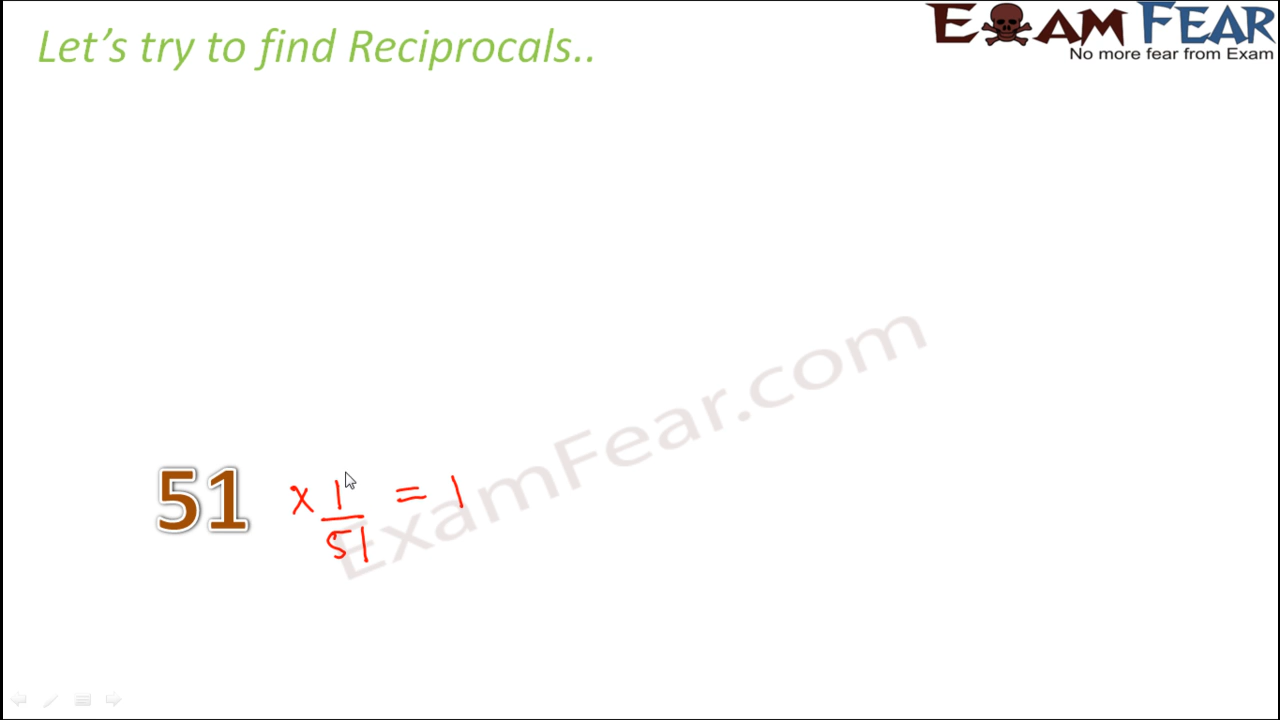 Let's try to find Reciprocals..
EXAM FEAR
No more fear from Exam
ExamFear.com
51 x 1/51 = 1